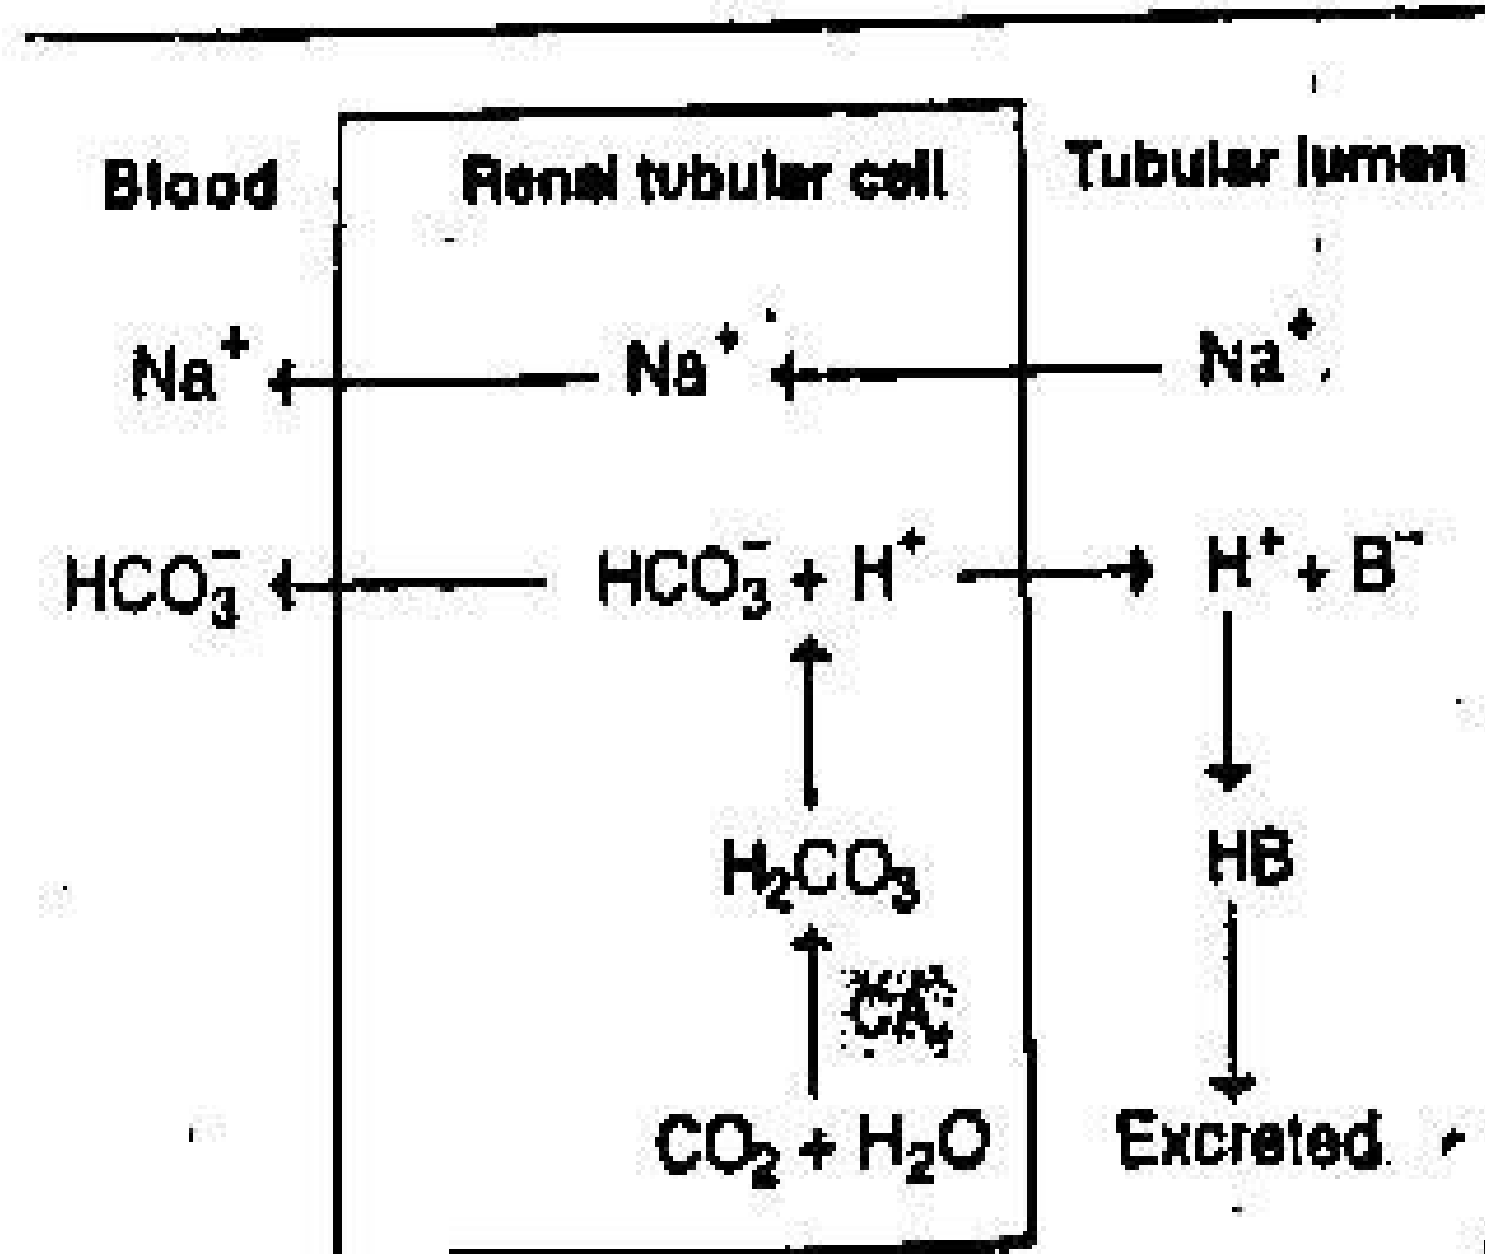 Blood Renal tubular cell Tubular lumen
Na⁺ Na⁺ Na⁺
HCO₃⁻ HCO₃⁻ + H⁺ H⁺ + B⁻
H₂CO₃ HB
CA
CO₂ + H₂O Excreted